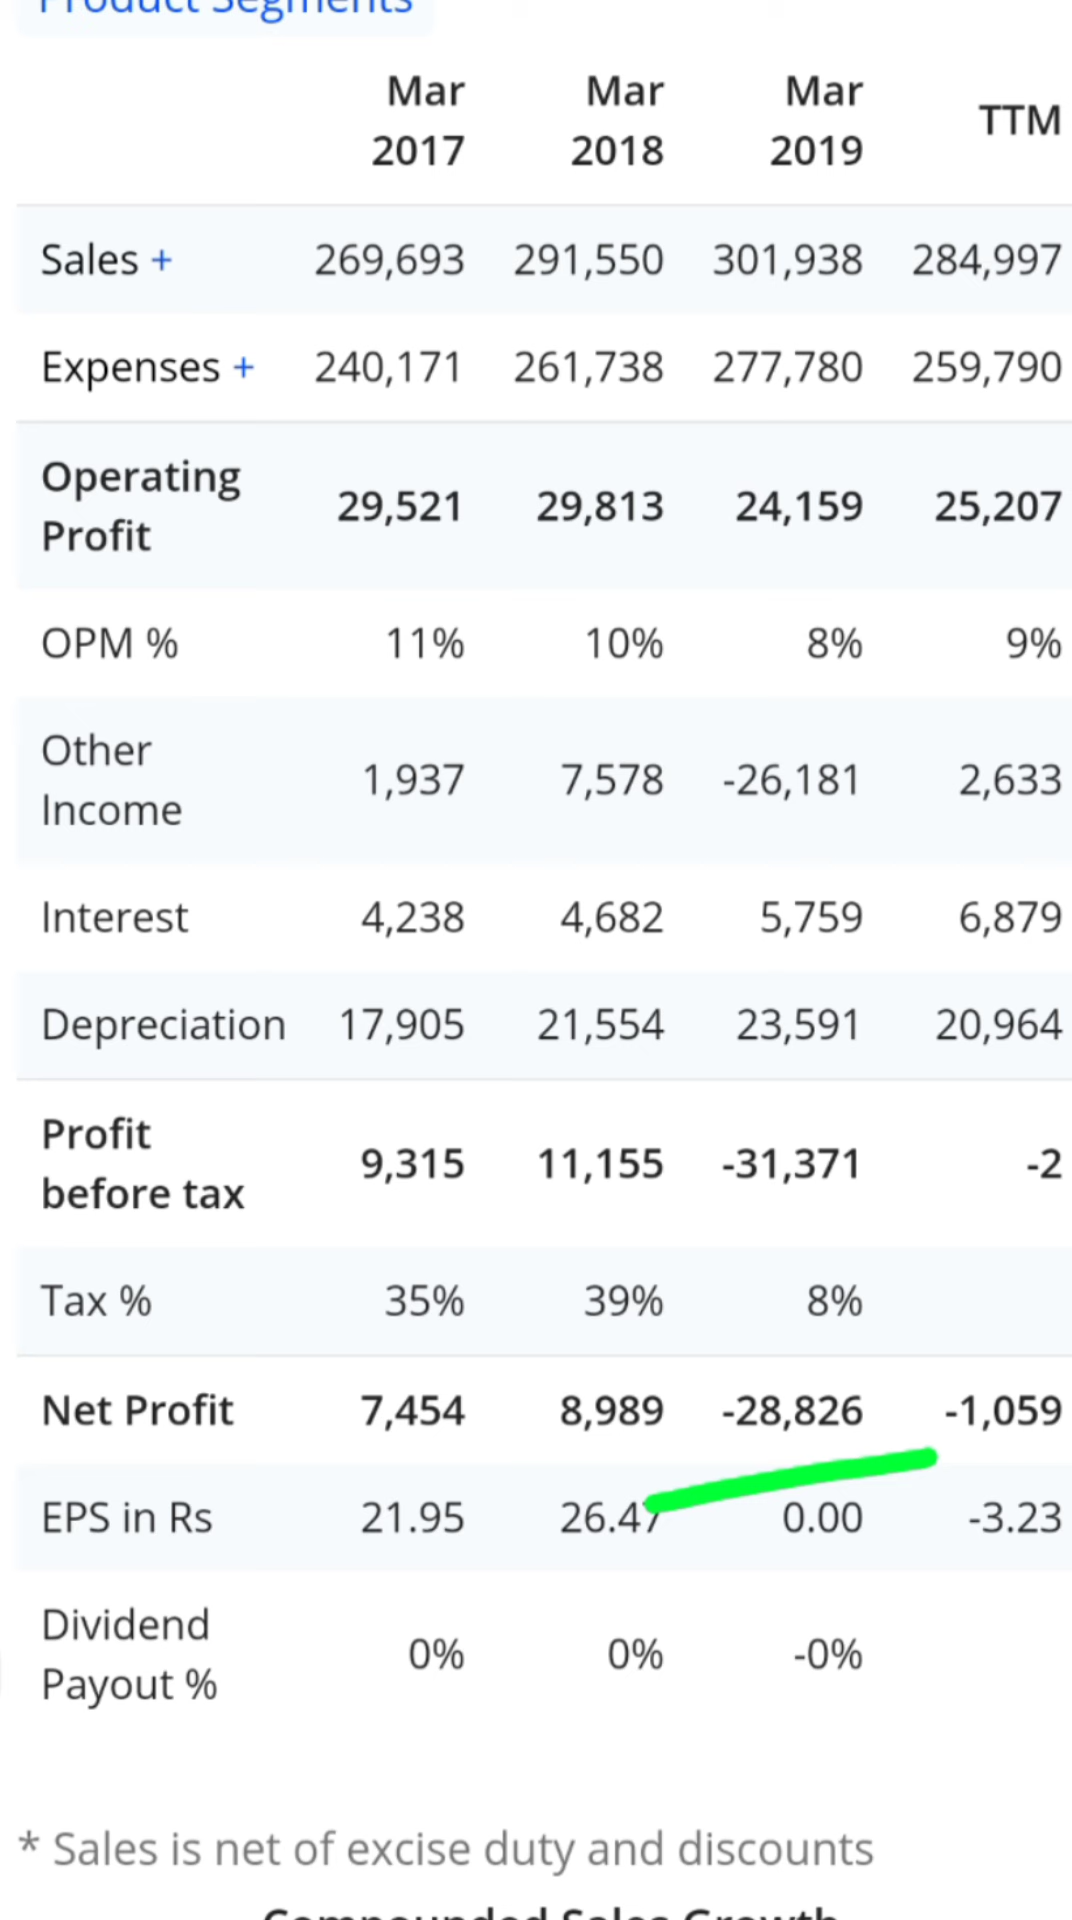 Product Segments
Mar 2017 Mar 2018 Mar 2019 TTM
Sales + 269,693 291,550 301,938 284,997
Expenses + 240,171 261,738 277,780 259,790
Operating Profit 29,521 29,813 24,159 25,207
OPM % 11% 10% 8% 9%
Other Income 1,937 7,578 -26,181 2,633
Interest 4,238 4,682 5,759 6,879
Depreciation 17,905 21,554 23,591 20,964
Profit before tax 9,315 11,155 -31,371 -2
Tax % 35% 39% 8%
Net Profit 7,454 8,989 -28,826 -1,059
EPS in Rs 21.95 26.47 0.00 -3.23
Dividend Payout % 0% 0% -0%
* Sales is net of excise duty and discounts
Compounded Sales Growth